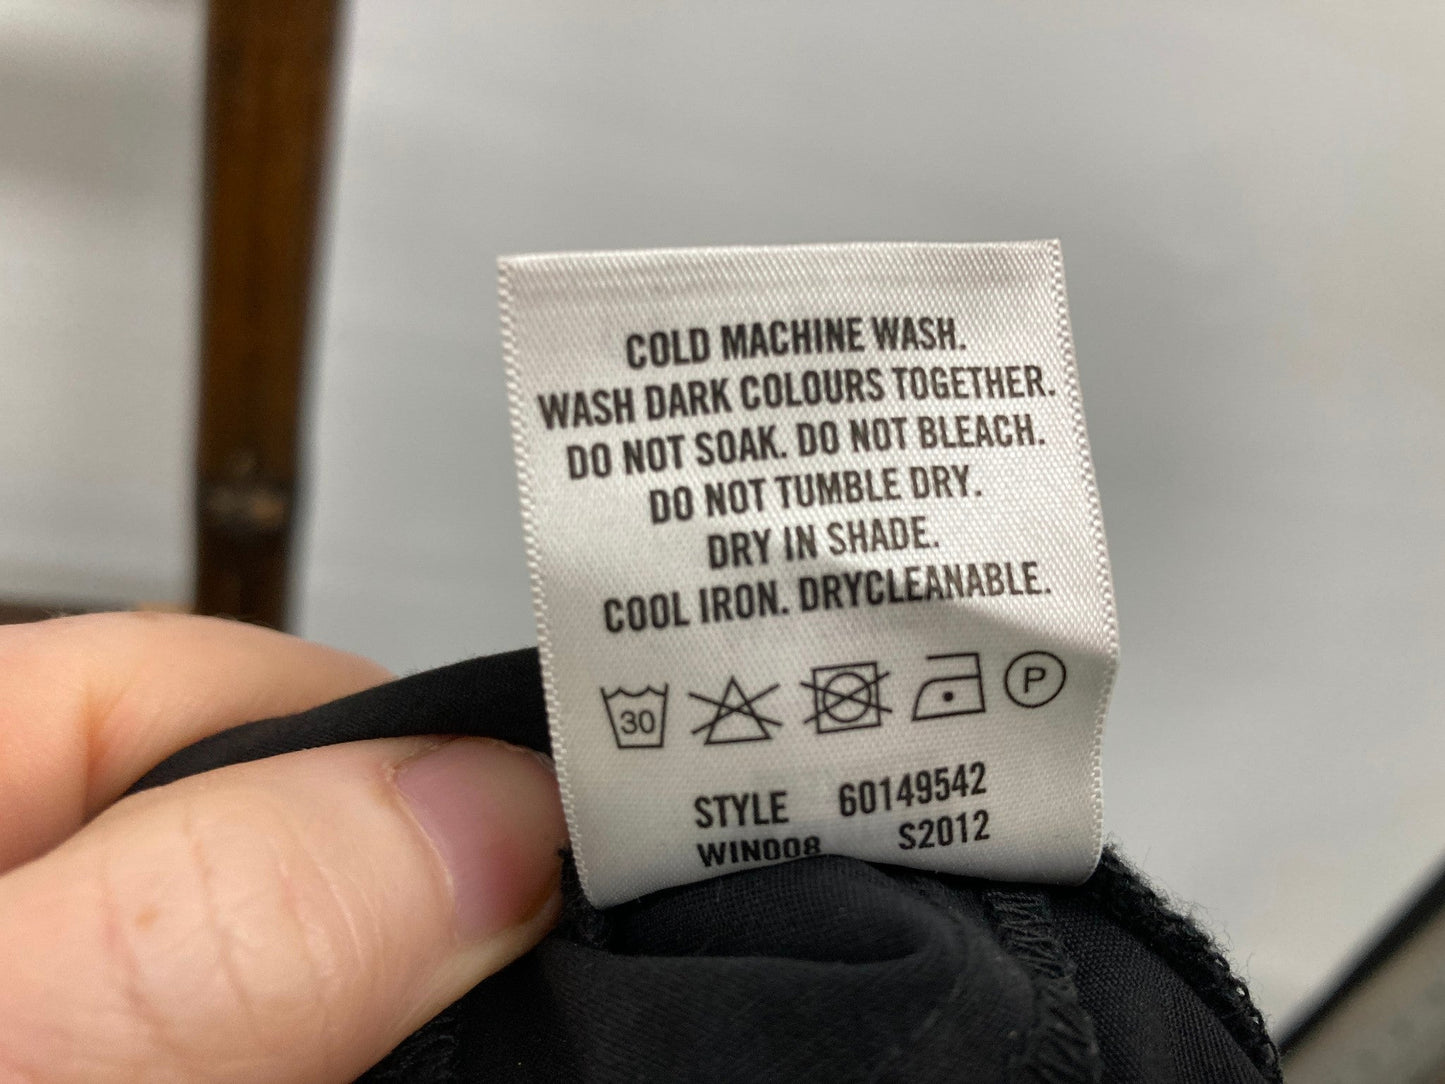 COLD MACHINE WASH.
WASH DARK COLOURS TOGETHER.
DO NOT SOAK. DO NOT BLEACH.
DO NOT TUMBLE DRY.
DRY IN SHADE.
COOL IRON. DRYCLEANABLE.
30 P
STYLE 60149542
WIN008 S2012